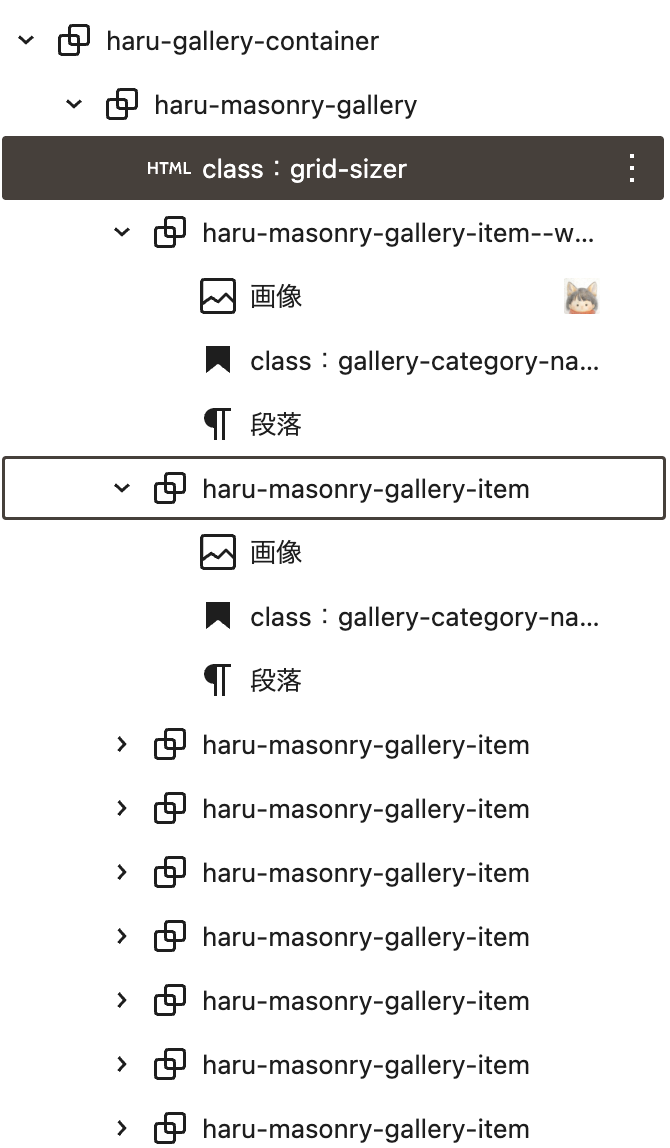 haru-gallery-container
haru-masonry-gallery
HTML class：grid-sizer
haru-masonry-gallery-item--w...
画像
class：gallery-category-na...
段落
haru-masonry-gallery-item
画像
class：gallery-category-na...
段落
haru-masonry-gallery-item
haru-masonry-gallery-item
haru-masonry-gallery-item
haru-masonry-gallery-item
haru-masonry-gallery-item
haru-masonry-gallery-item
haru-masonry-gallery-item